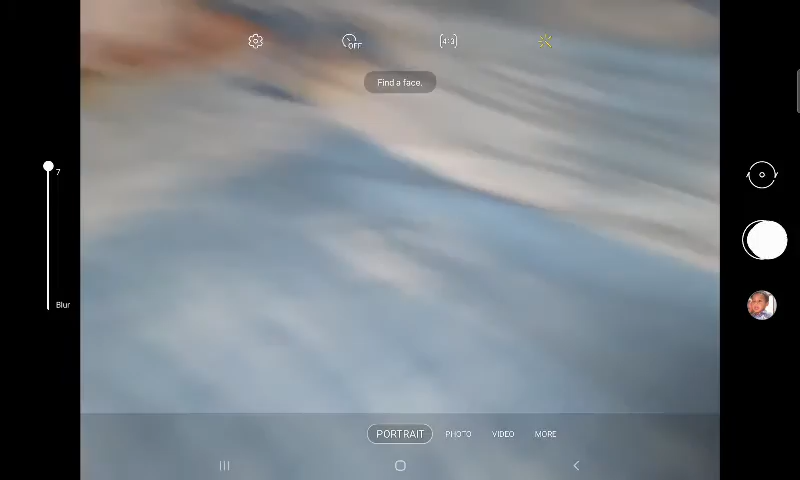 OFF
4:3
Find a face.
7
Blur
PORTRAIT PHOTO VIDEO MORE